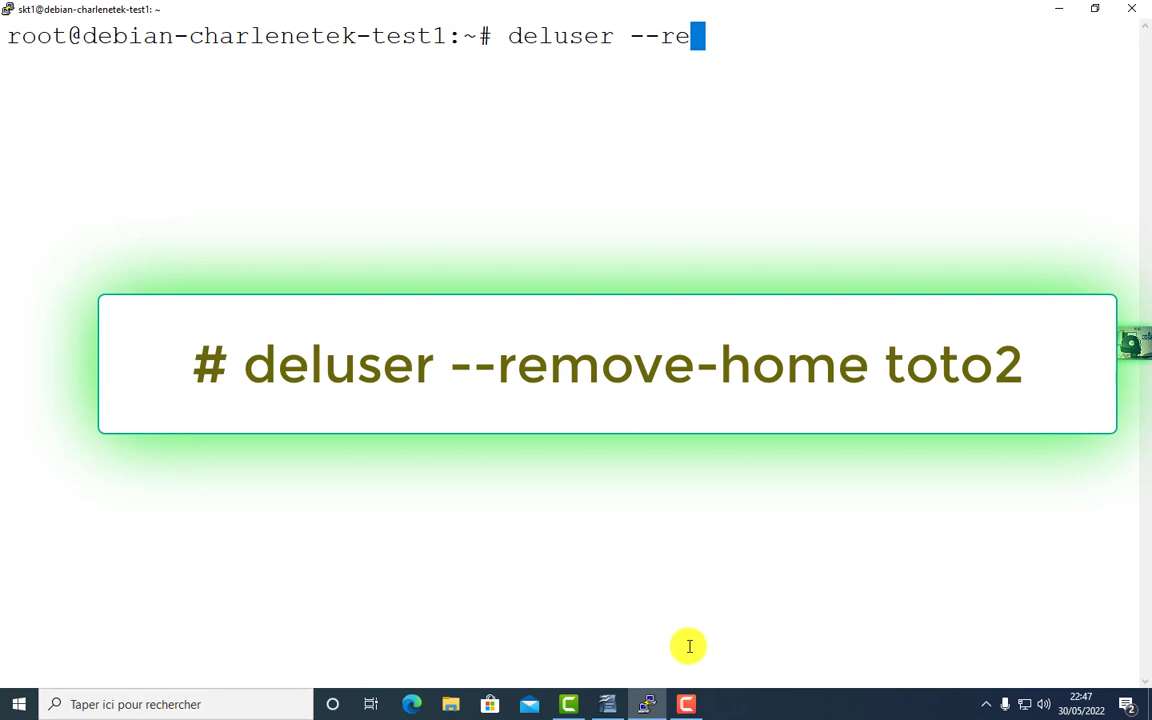 skt1@debian-charlenetek-test1: ~
root@debian-charlenetek-test1:~# deluser --re
# deluser --remove-home toto2
Taper ici pour rechercher
22:47
30/05/2022
2